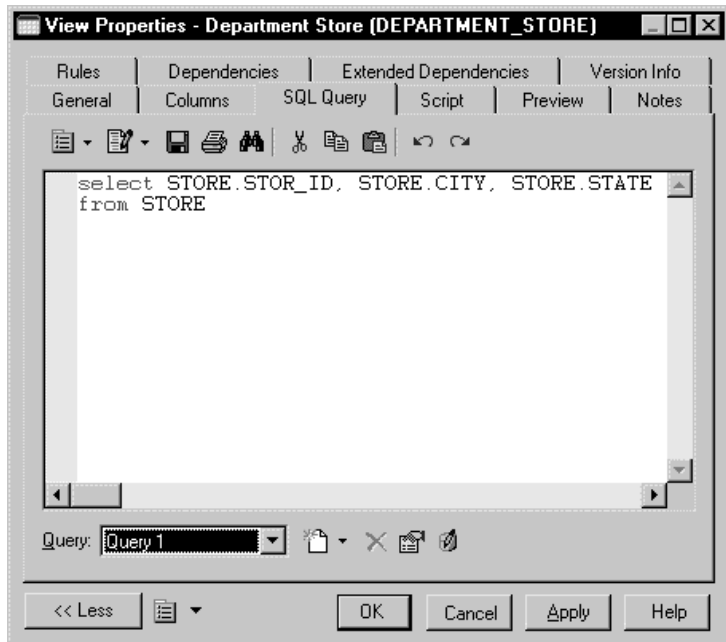 View Properties - Department Store (DEPARTMENT_STORE)
Rules Dependencies Extended Dependencies Version Info
General Columns SQL Query Script Preview Notes
select STORE.STOR_ID, STORE.CITY, STORE.STATE
from STORE
Query: Query 1
<< Less OK Cancel Apply Help